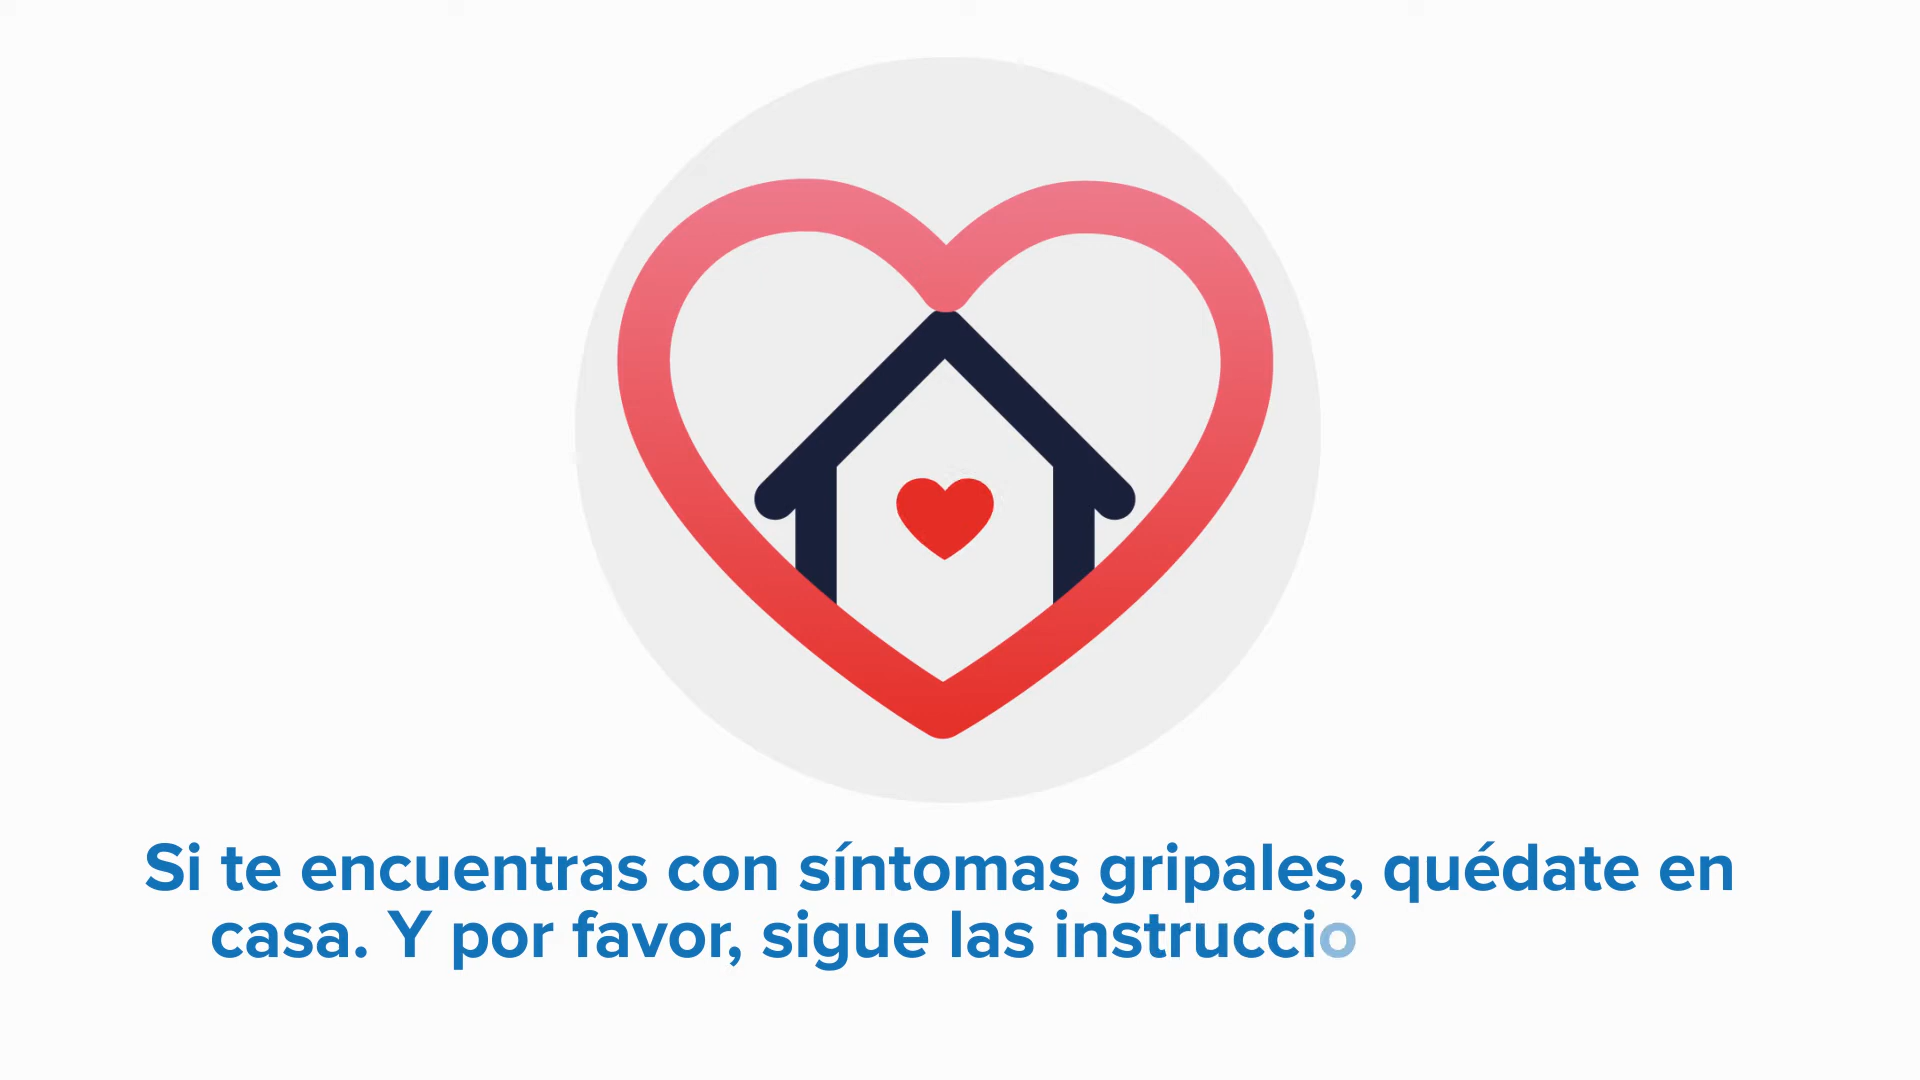 Si te encuentras con síntomas gripales, quédate en
casa. Y por favor, sigue las instruccio